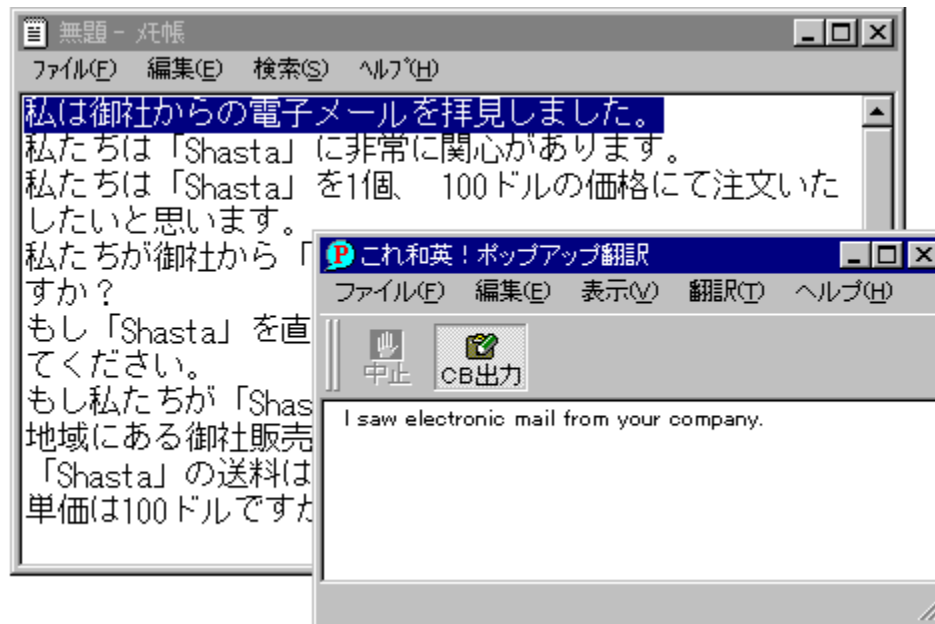 無題 - メモ帳
ファイル(F) 編集(E) 検索(S) ヘルプ(H)
私は御社からの電子メールを拝見しました。
私たちは「Shasta」に非常に関心があります。
私たちは「Shasta」を1個、 100ドルの価格にて注文いた
したいと思います。
私たちが御社から「
すか?
もし「Shasta」を直
てください。
もし私たちが「Shas
地域にある御社販売
「Shasta」の送料は
単価は100ドルですか
これ和英!ポップアップ翻訳
ファイル(F) 編集(E) 表示(V) 翻訳(T) ヘルプ(H)
中止 CB出力
I saw electronic mail from your company.